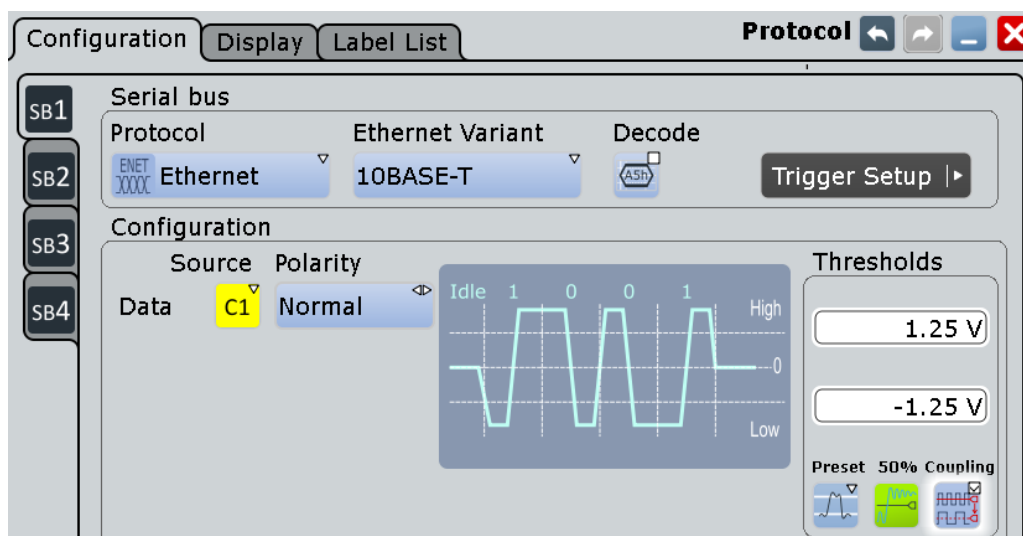 Configuration Display Label List Protocol
SB1
SB2
SB3
SB4
Serial bus
Protocol Ethernet Variant Decode
ENET XXXX Ethernet 10BASE-T A5h Trigger Setup
Configuration
Source Polarity
Data C1 Normal
Idle 1 0 0 1
High
0
Low
Thresholds
1.25 V
-1.25 V
Preset 50% Coupling